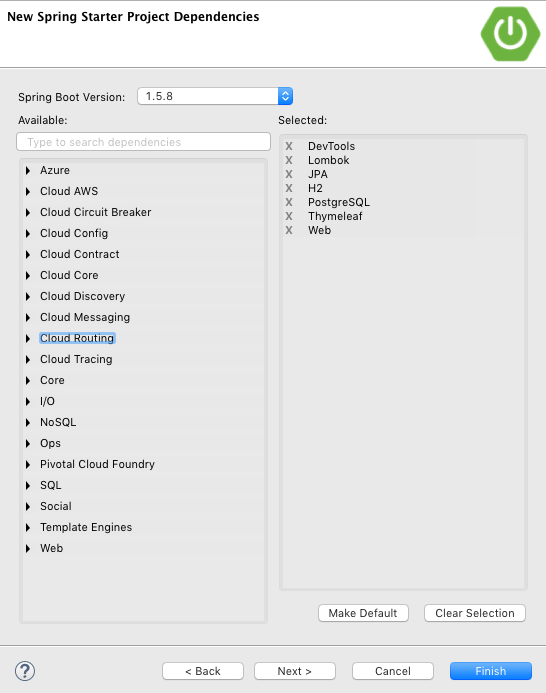 New Spring Starter Project Dependencies
Spring Boot Version: 1.5.8
Available:
Type to search dependencies
Azure
Cloud AWS
Cloud Circuit Breaker
Cloud Config
Cloud Contract
Cloud Core
Cloud Discovery
Cloud Messaging
Cloud Routing
Cloud Tracing
Core
I/O
NoSQL
Ops
Pivotal Cloud Foundry
SQL
Social
Template Engines
Web
Selected:
X DevTools
X Lombok
X JPA
X H2
X PostgreSQL
X Thymeleaf
X Web
Make Default Clear Selection
? < Back Next > Cancel Finish